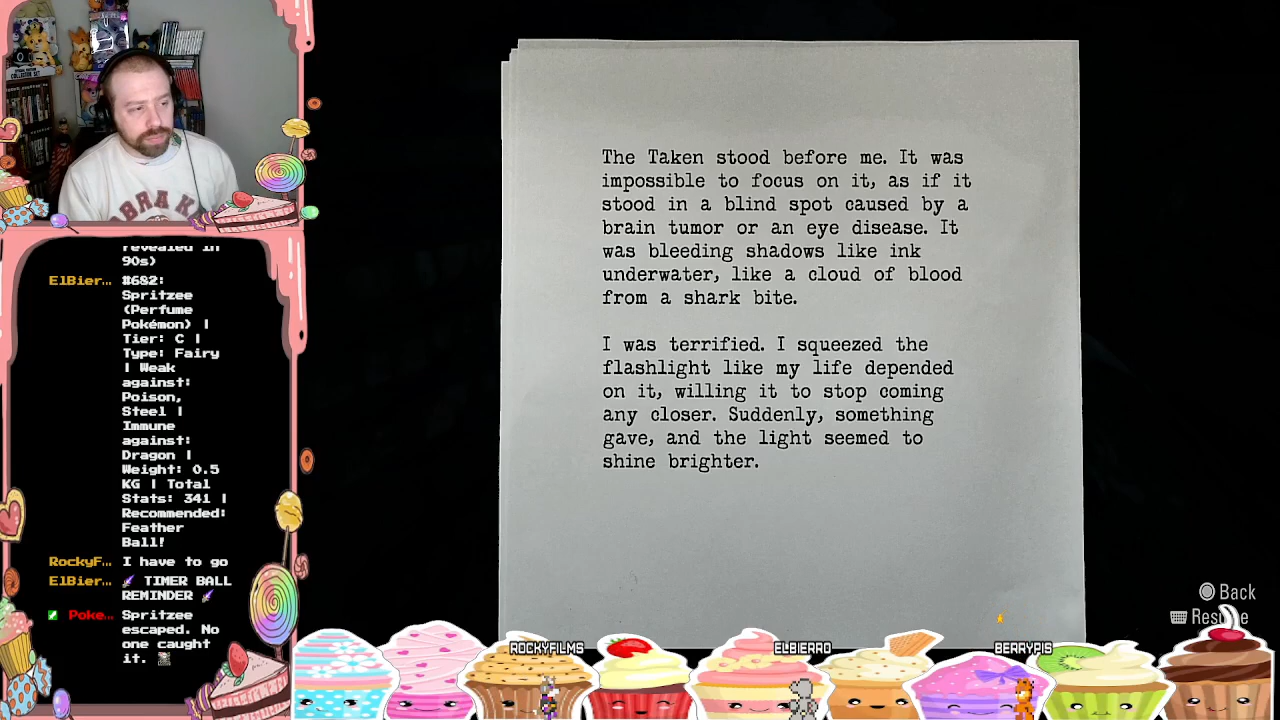 revealed in
90s)
ElBier... #682:
Spritzee
(Perfume
Pokémon) |
Tier: C |
Type: Fairy
| Weak
against:
Poison,
Steel |
Immune
against:
Dragon |
Weight: 0.5
KG | Total
Stats: 341 |
Recommended:
Feather
Ball!
RockyF... I have to go
ElBier... TIMER BALL
REMINDER
Poke... Spritzee
escaped. No
one caught
it.
The Taken stood before me. It was
impossible to focus on it, as if it
stood in a blind spot caused by a
brain tumor or an eye disease. It
was bleeding shadows like ink
underwater, like a cloud of blood
from a shark bite.
I was terrified. I squeezed the
flashlight like my life depended
on it, willing it to stop coming
any closer. Suddenly, something
gave, and the light seemed to
shine brighter.
Back
ROCKYFILMS
ELBIERRO
BERRYPIS